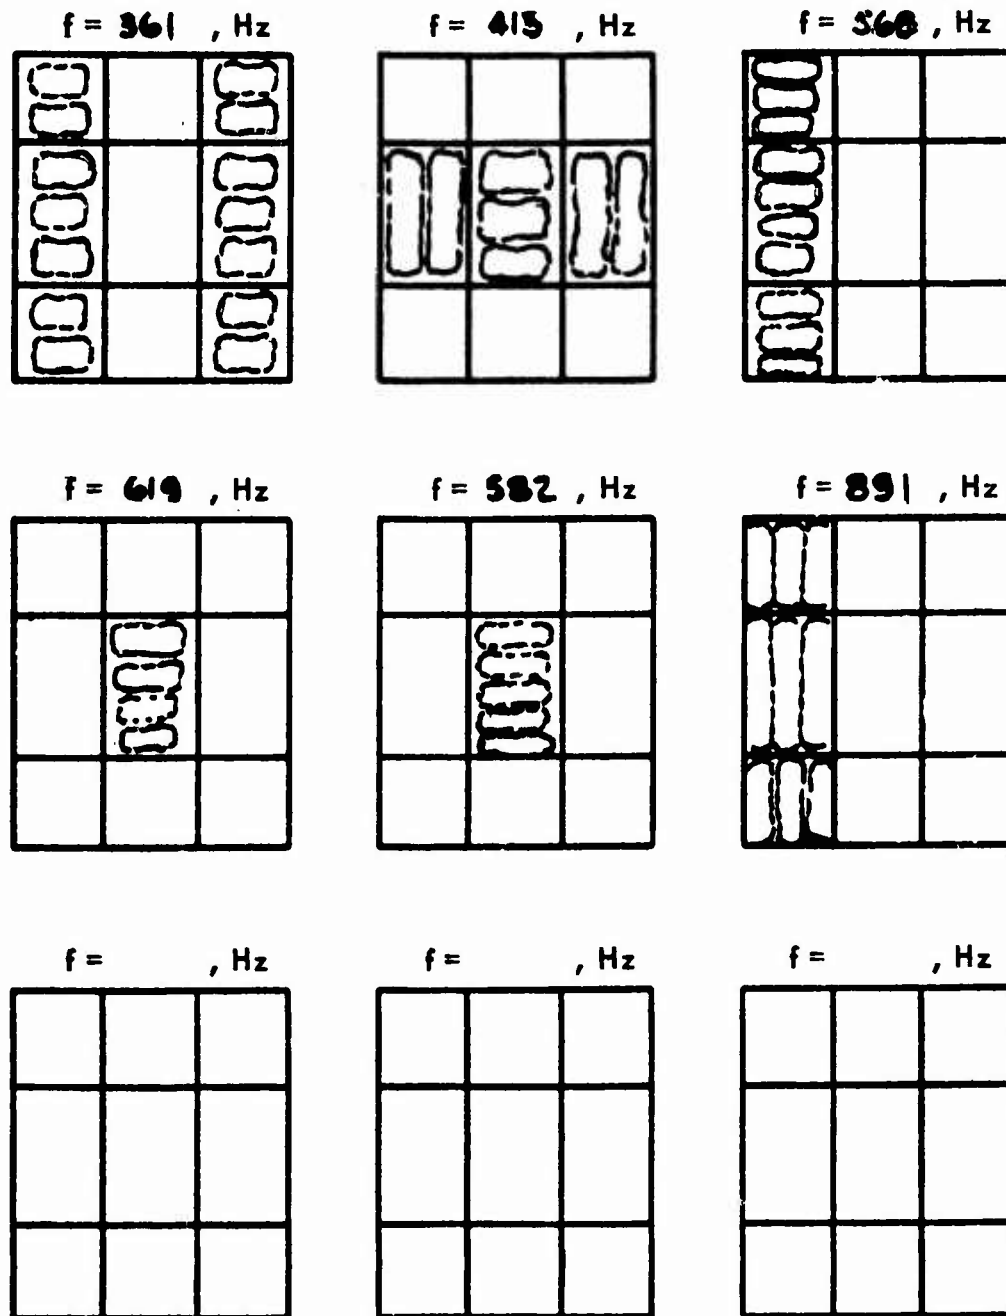 f = 361 , Hz f = 415 , Hz f = 568 , Hz
f = 619 , Hz f = 582 , Hz f = 891 , Hz
f = , Hz f = , Hz f = , Hz